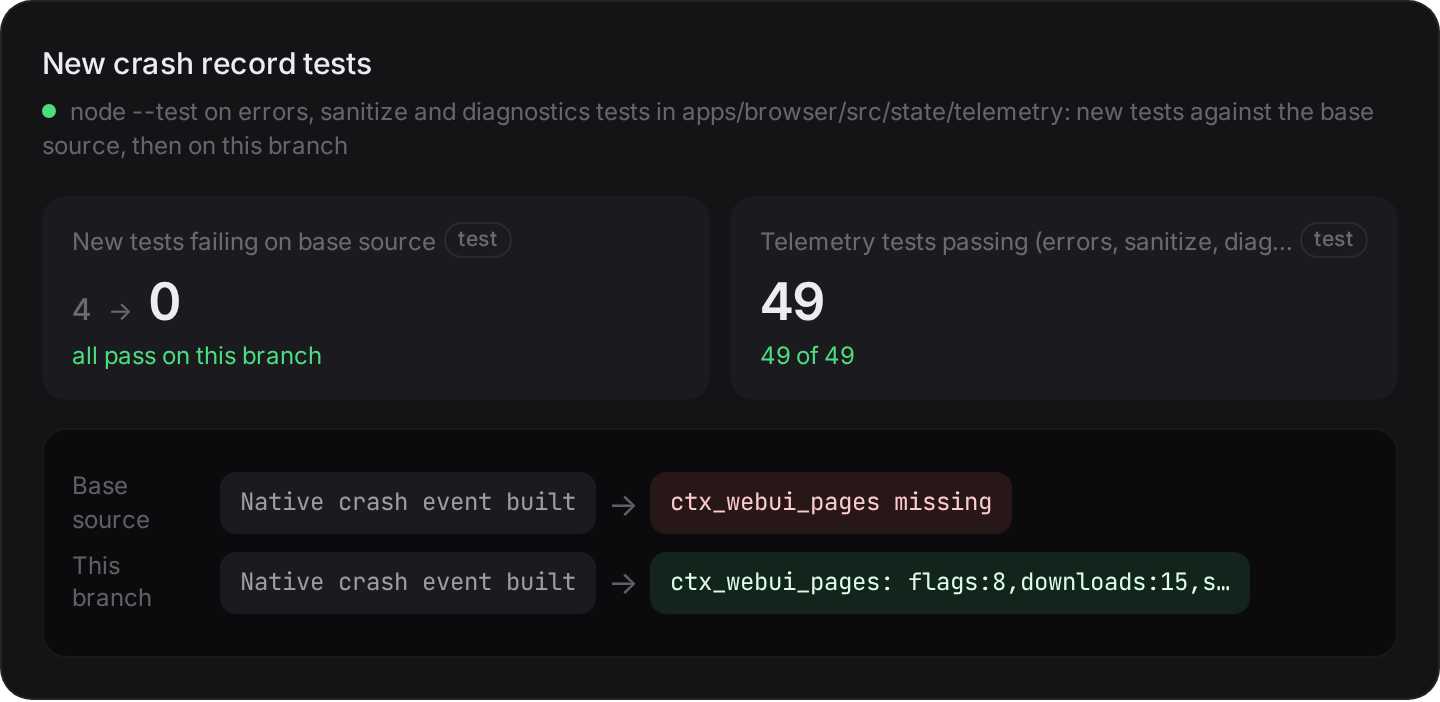 New crash record tests
node --test on errors, sanitize and diagnostics tests in apps/browser/src/state/telemetry: new tests against the base
source, then on this branch
New tests failing on base source test
4 → 0
all pass on this branch
Telemetry tests passing (errors, sanitize, diag... test
49
49 of 49
Base
source
Native crash event built → ctx_webui_pages missing
This
branch
Native crash event built → ctx_webui_pages: flags:8,downloads:15,s…